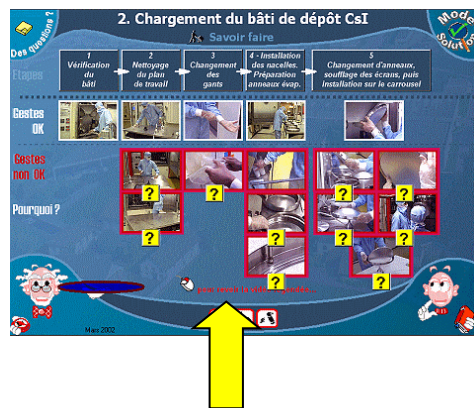 2. Chargement du bâti de dépôt CsI
Savoir faire
Des questions ?
Mode
Solution
Etapes
1
Vérification
du
bâti
2
Nettoyage
du plan
de travail
3
Changement
des
gants
4 - Installation
des nacelles.
Préparation
anneaux évap.
5
Changement d'anneaux,
soufflage des écrans, puis
Installation sur le carrousel
Gestes
OK
Gestes
non OK
Pourquoi ?
?
?
?
?
?
?
?
?
?
?
?
Mars 2002